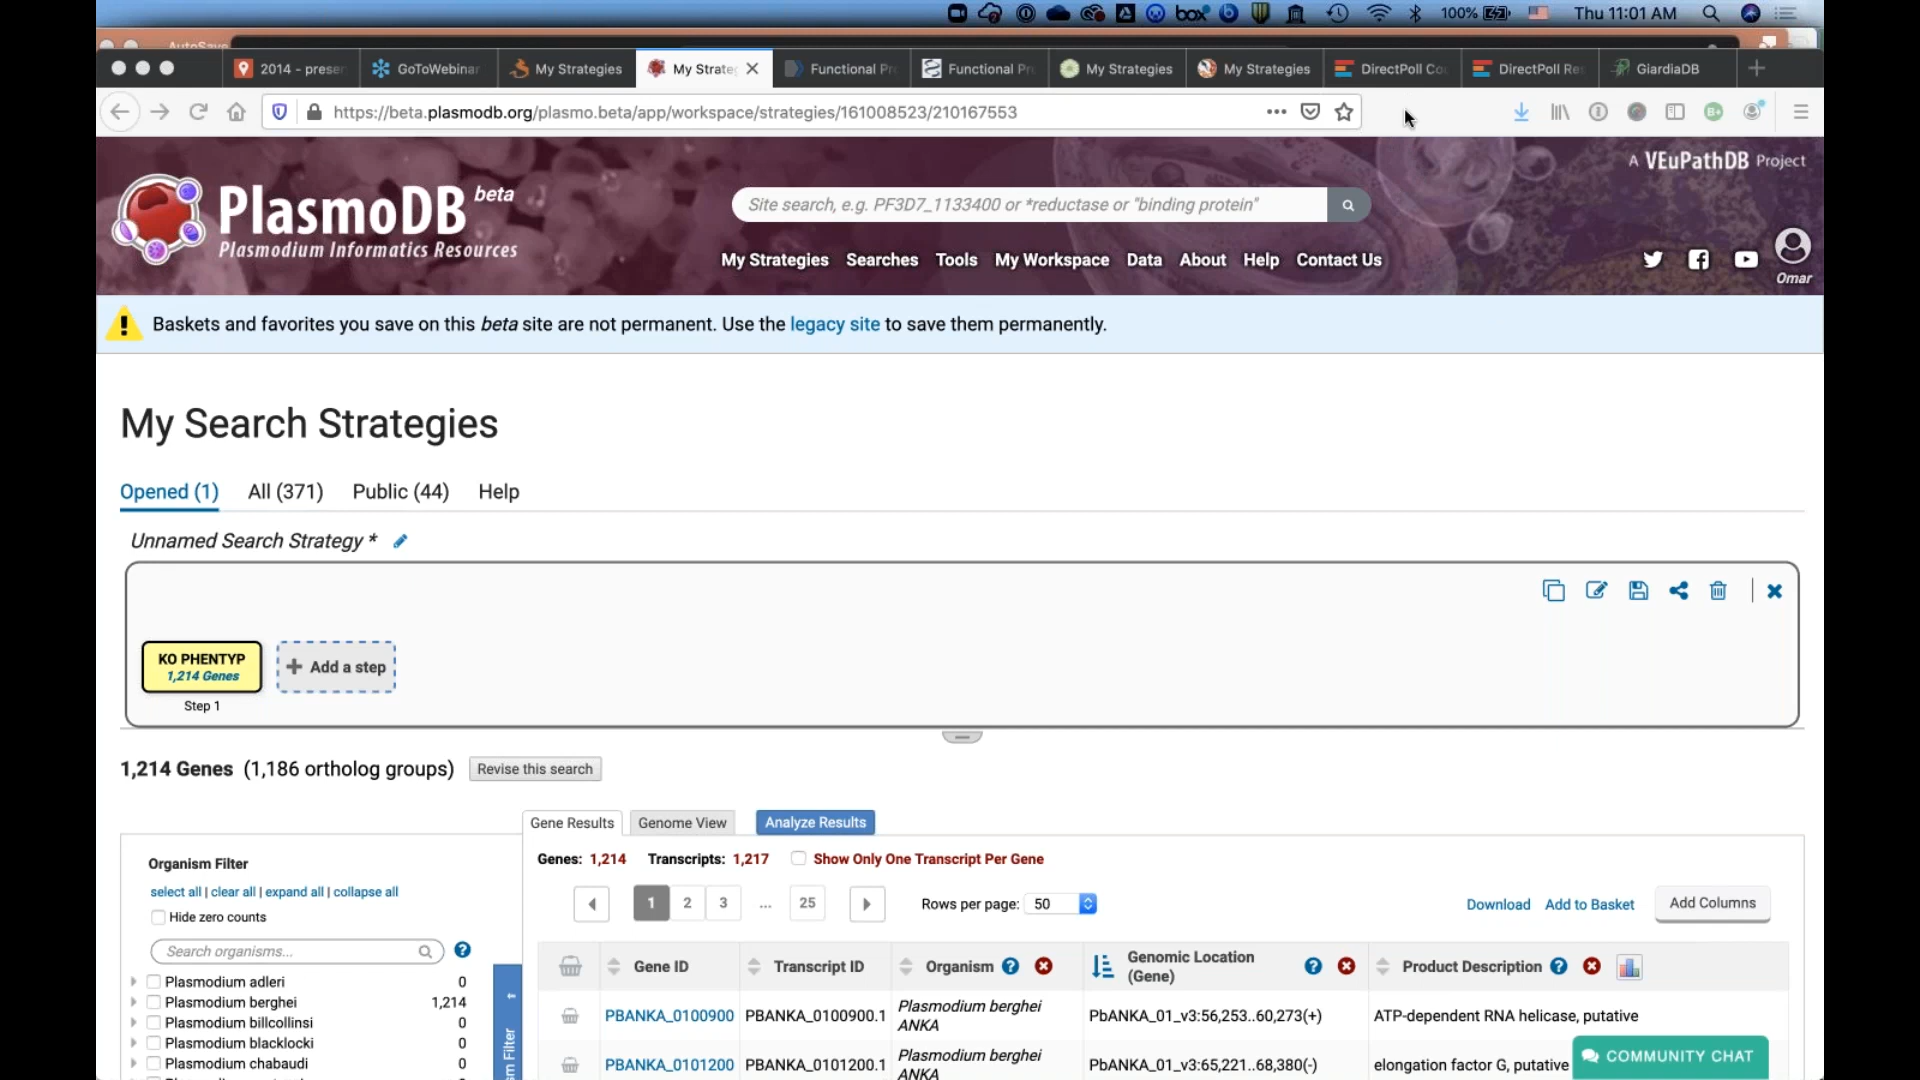 100%
Thu 11:01 AM
AutoSave
2014 - presen
GoToWebinar
My Strategies
My Strate
Functional Pr
Functional Pr
My Strategies
My Strategies
DirectPoll Co
DirectPoll Re
GiardiaDB
https://beta.plasmodb.org/plasmo.beta/app/workspace/strategies/161008523/210167553
A VEuPathDB Project
PlasmoDB beta
Plasmodium Informatics Resources
Site search, e.g. PF3D7_1133400 or *reductase or "binding protein"
My Strategies Searches Tools My Workspace Data About Help Contact Us
Omar
Baskets and favorites you save on this beta site are not permanent. Use the legacy site to save them permanently.
My Search Strategies
Opened (1) All (371) Public (44) Help
Unnamed Search Strategy *
KO PHENTYP
1,214 Genes
Add a step
Step 1
1,214 Genes (1,186 ortholog groups) Revise this search
Gene Results Genome View Analyze Results
Organism Filter
select all | clear all | expand all | collapse all
Hide zero counts
Search organisms...
Plasmodium adleri 0
Plasmodium berghei 1,214
Plasmodium billcollinsi 0
Plasmodium blacklocki 0
Plasmodium chabaudi 0
sm Filter
Genes: 1,214 Transcripts: 1,217 Show Only One Transcript Per Gene
1 2 3 ... 25 Rows per page: 50 Download Add to Basket Add Columns
Gene ID Transcript ID Organism Genomic Location (Gene) Product Description
PBANKA_0100900 PBANKA_0100900.1 Plasmodium berghei ANKA PbANKA_01_v3:56,253..60,273(+) ATP-dependent RNA helicase, putative
PBANKA_0101200 PBANKA_0101200.1 Plasmodium berghei ANKA PbANKA_01_v3:65,221..68,380(-) elongation factor G, putative
COMMUNITY CHAT